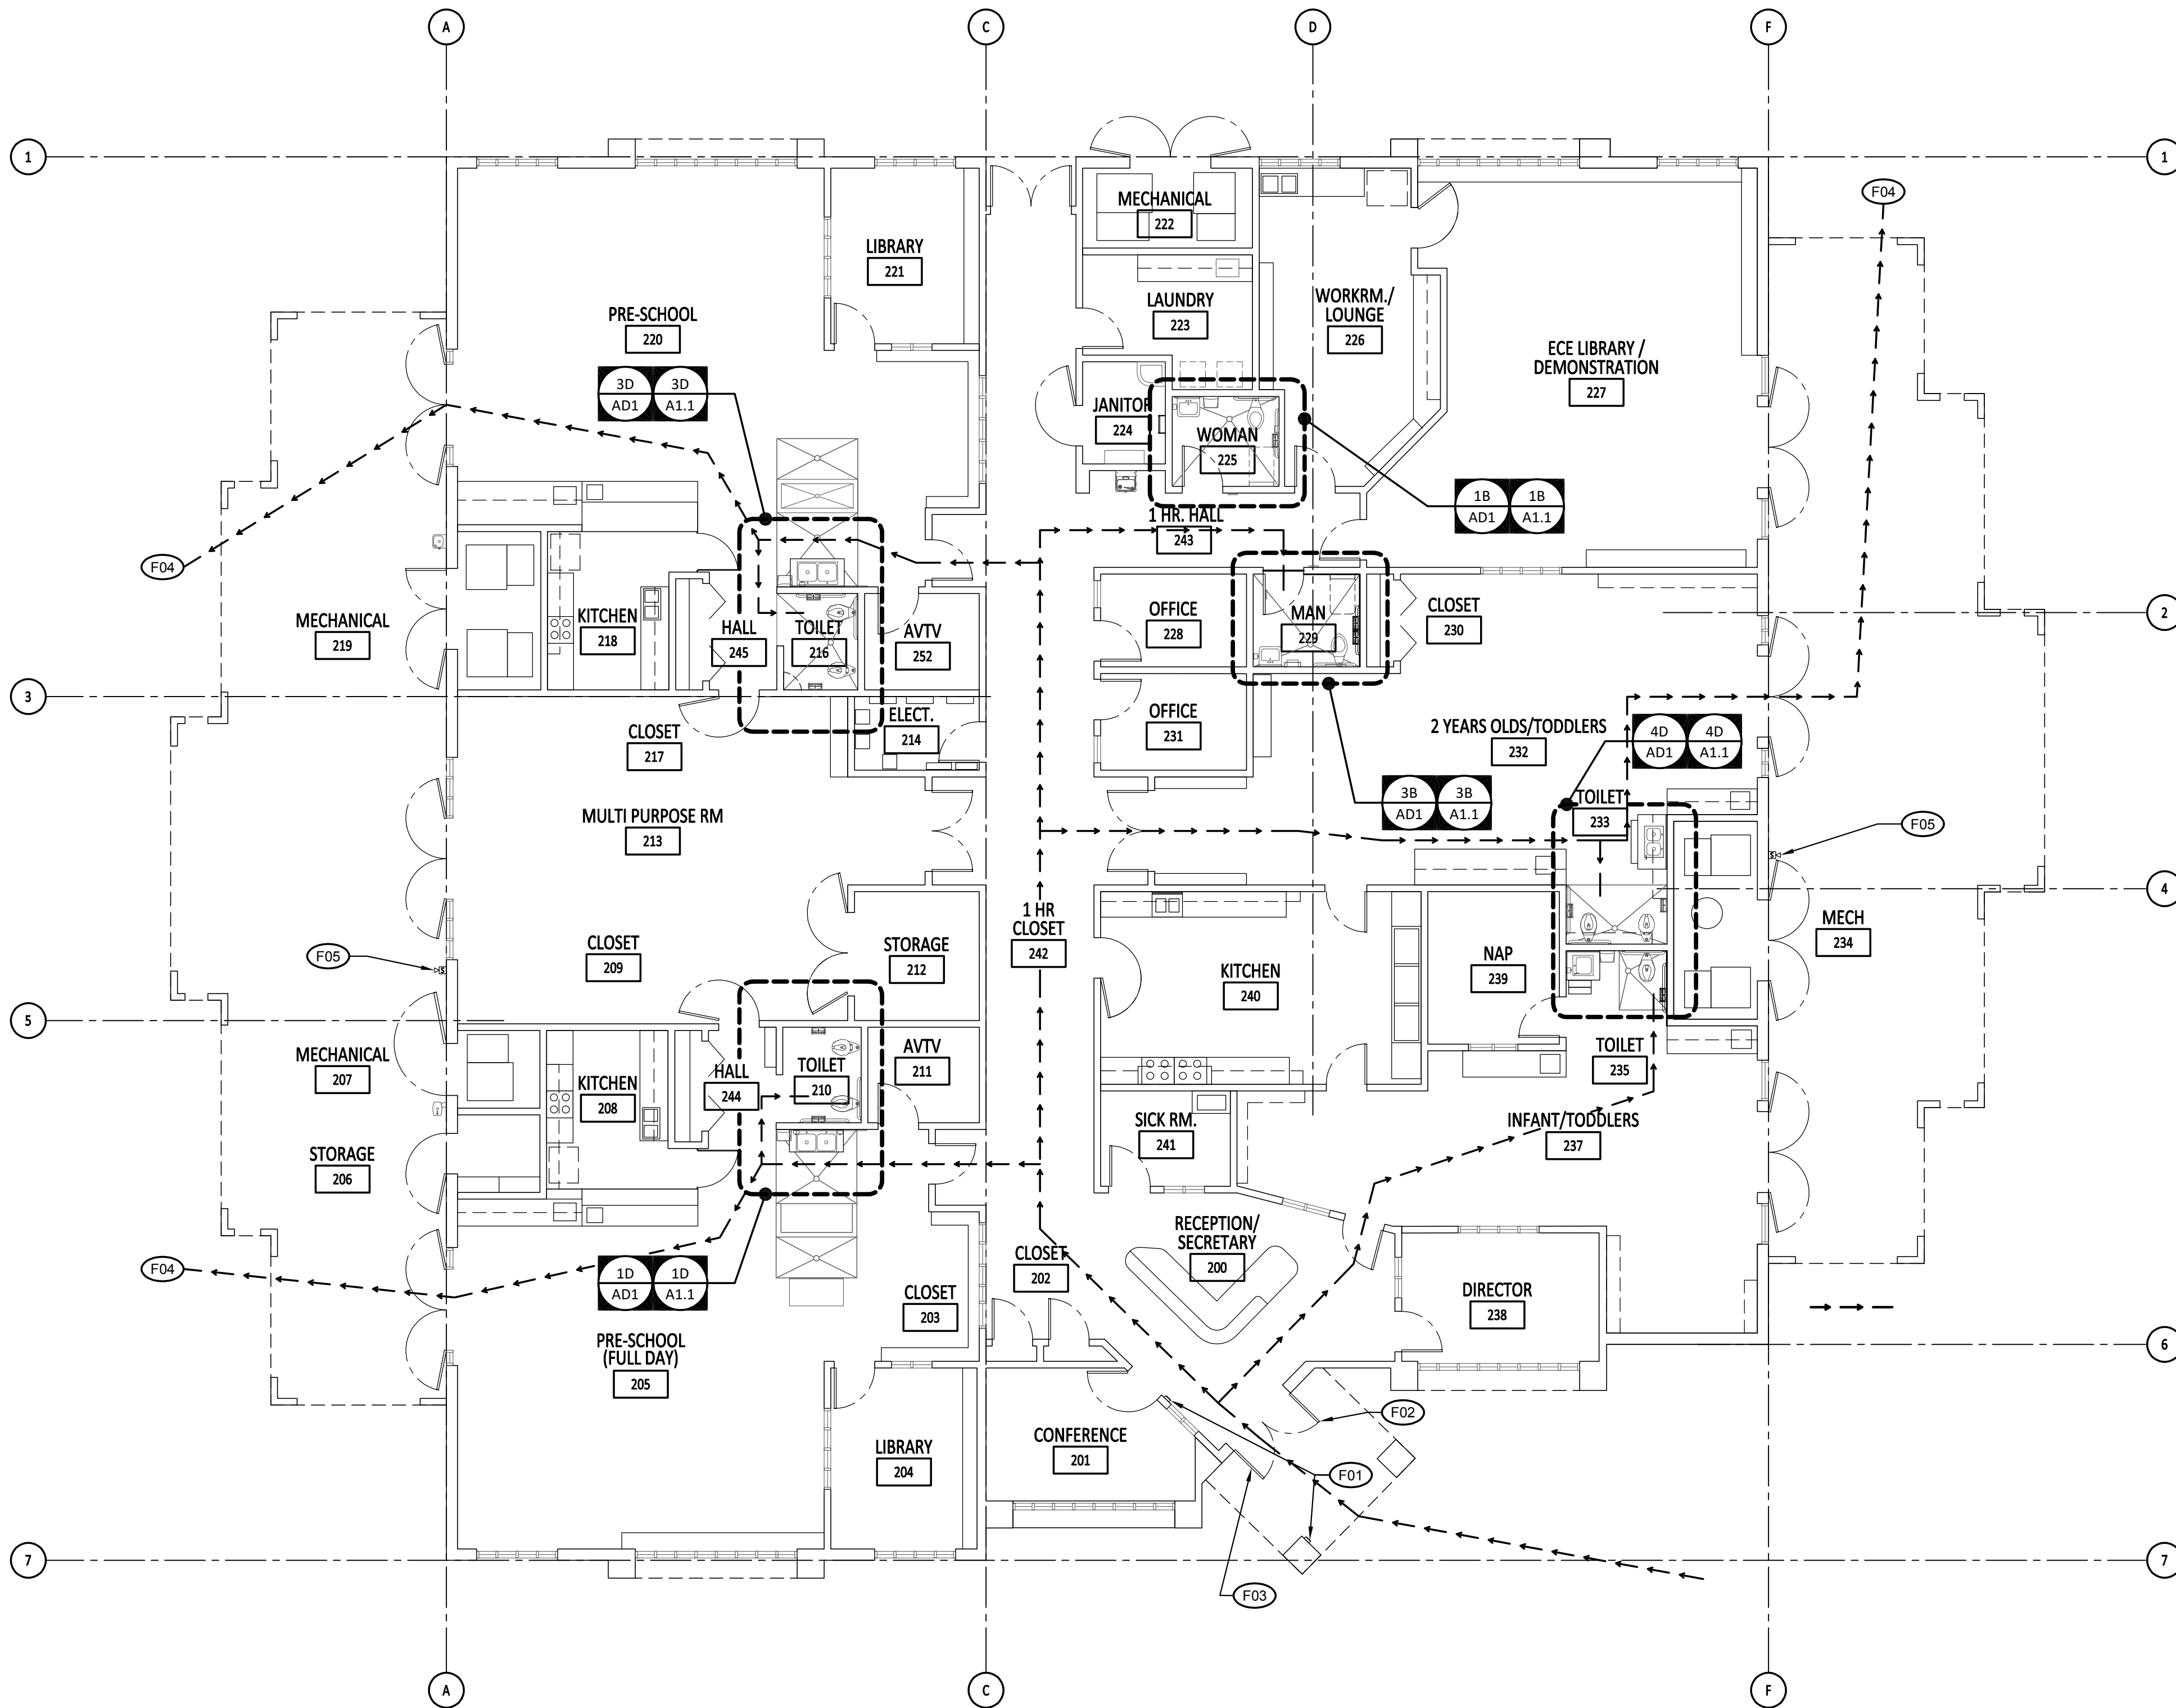 A
C
D
F
1
1
F04
MECHANICAL
222
LIBRARY
221
LAUNDRY
223
WORKRM./
LOUNGE
226
PRE-SCHOOL
220
ECE LIBRARY /
DEMONSTRATION
227
3D
AD1
3D
A1.1
JANITOR
224
WOMAN
225
1B
AD1
1B
A1.1
1 HR. HALL
243
F04
MECHANICAL
219
KITCHEN
218
HALL
245
TOILET
216
AVTV
252
OFFICE
228
MAN
229
CLOSET
230
2
3
CLOSET
217
ELECT.
214
OFFICE
231
2 YEARS OLDS/TODDLERS
232
4D
AD1
4D
A1.1
3B
AD1
3B
A1.1
TOILET
233
MULTI PURPOSE RM
213
F05
4
1 HR
CLOSET
242
CLOSET
209
STORAGE
212
F05
KITCHEN
240
NAP
239
MECH
234
5
MECHANICAL
207
KITCHEN
208
HALL
244
TOILET
210
AVTV
211
TOILET
235
STORAGE
206
SICK RM.
241
INFANT/TODDLERS
237
RECEPTION/
SECRETARY
200
CLOSET
202
F04
1D
AD1
1D
A1.1
CLOSET
203
DIRECTOR
238
PRE-SCHOOL
(FULL DAY)
205
6
F02
CONFERENCE
201
LIBRARY
204
F01
7
7
F03
A
C
F